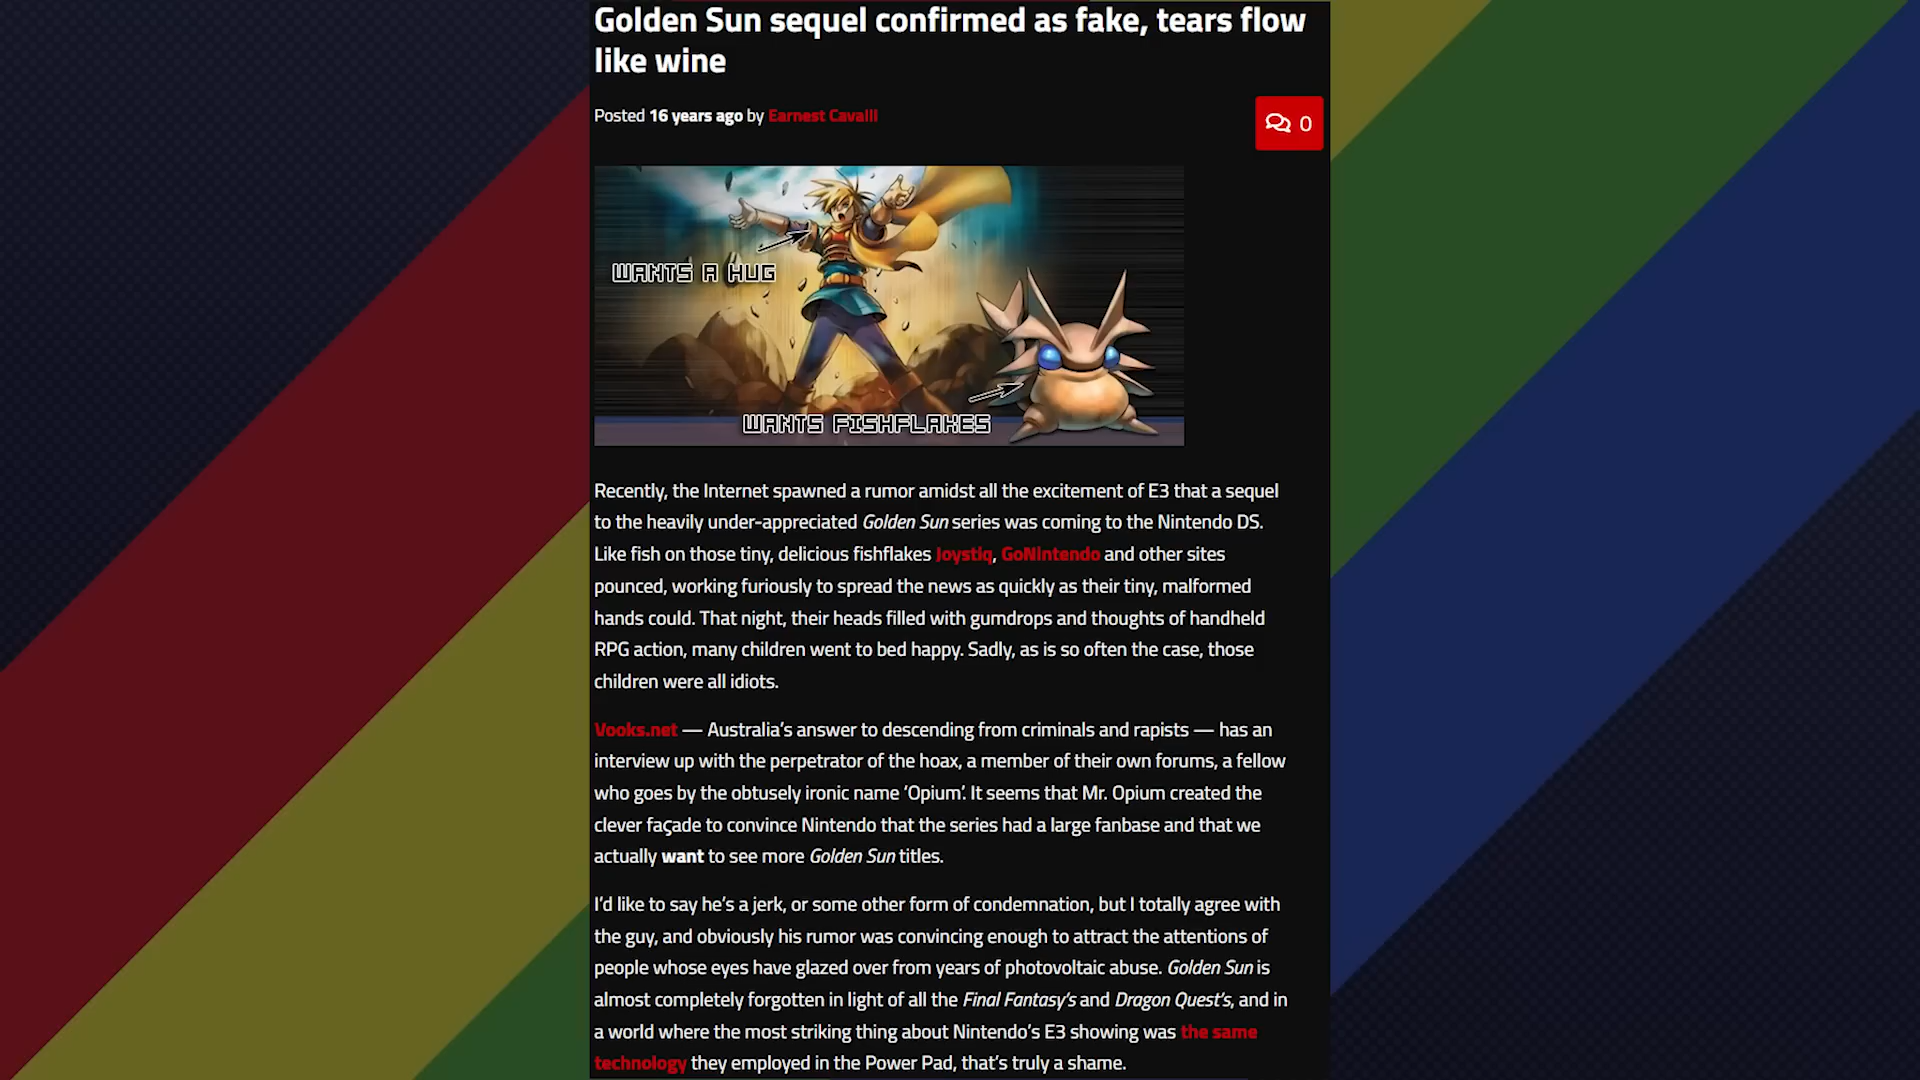 Golden Sun sequel confirmed as fake, tears flow
like wine
Posted 16 years ago by Earnest Cavalli
0
WANTS A HUG
WANTS FISHFLAKES
Recently, the Internet spawned a rumor amidst all the excitement of E3 that a sequel
to the heavily under-appreciated Golden Sun series was coming to the Nintendo DS.
Like fish on those tiny, delicious fishflakes Joystiq, GoNintendo and other sites
pounced, working furiously to spread the news as quickly as their tiny, malformed
hands could. That night, their heads filled with gumdrops and thoughts of handheld
RPG action, many children went to bed happy. Sadly, as is so often the case, those
children were all idiots.
Vooks.net — Australia’s answer to descending from criminals and rapists — has an
interview up with the perpetrator of the hoax, a member of their own forums, a fellow
who goes by the obtusely ironic name ‘Opium’. It seems that Mr. Opium created the
clever façade to convince Nintendo that the series had a large fanbase and that we
actually want to see more Golden Sun titles.
I’d like to say he’s a jerk, or some other form of condemnation, but I totally agree with
the guy, and obviously his rumor was convincing enough to attract the attentions of
people whose eyes have glazed over from years of photovoltaic abuse. Golden Sun is
almost completely forgotten in light of all the Final Fantasy’s and Dragon Quest’s, and in
a world where the most striking thing about Nintendo’s E3 showing was the same
technology they employed in the Power Pad, that’s truly a shame.